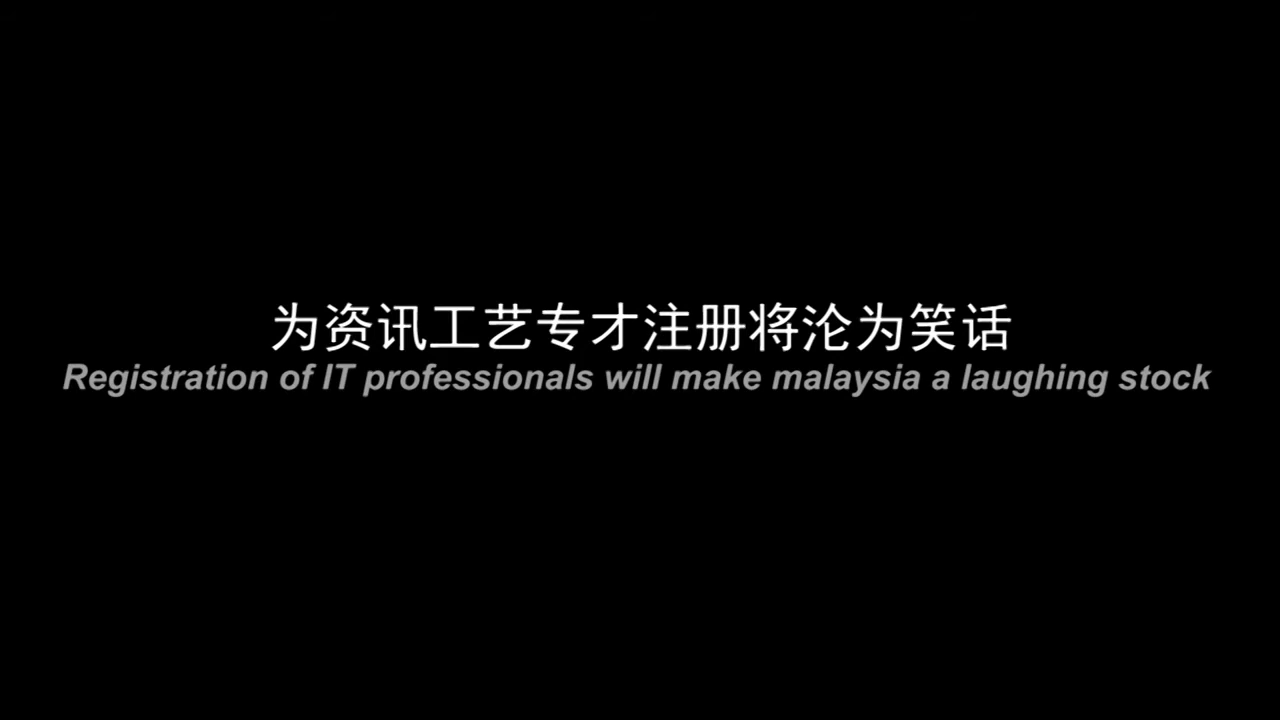 为资讯工艺专才注册将沦为笑话
Registration of IT professionals will make malaysia a laughing stock